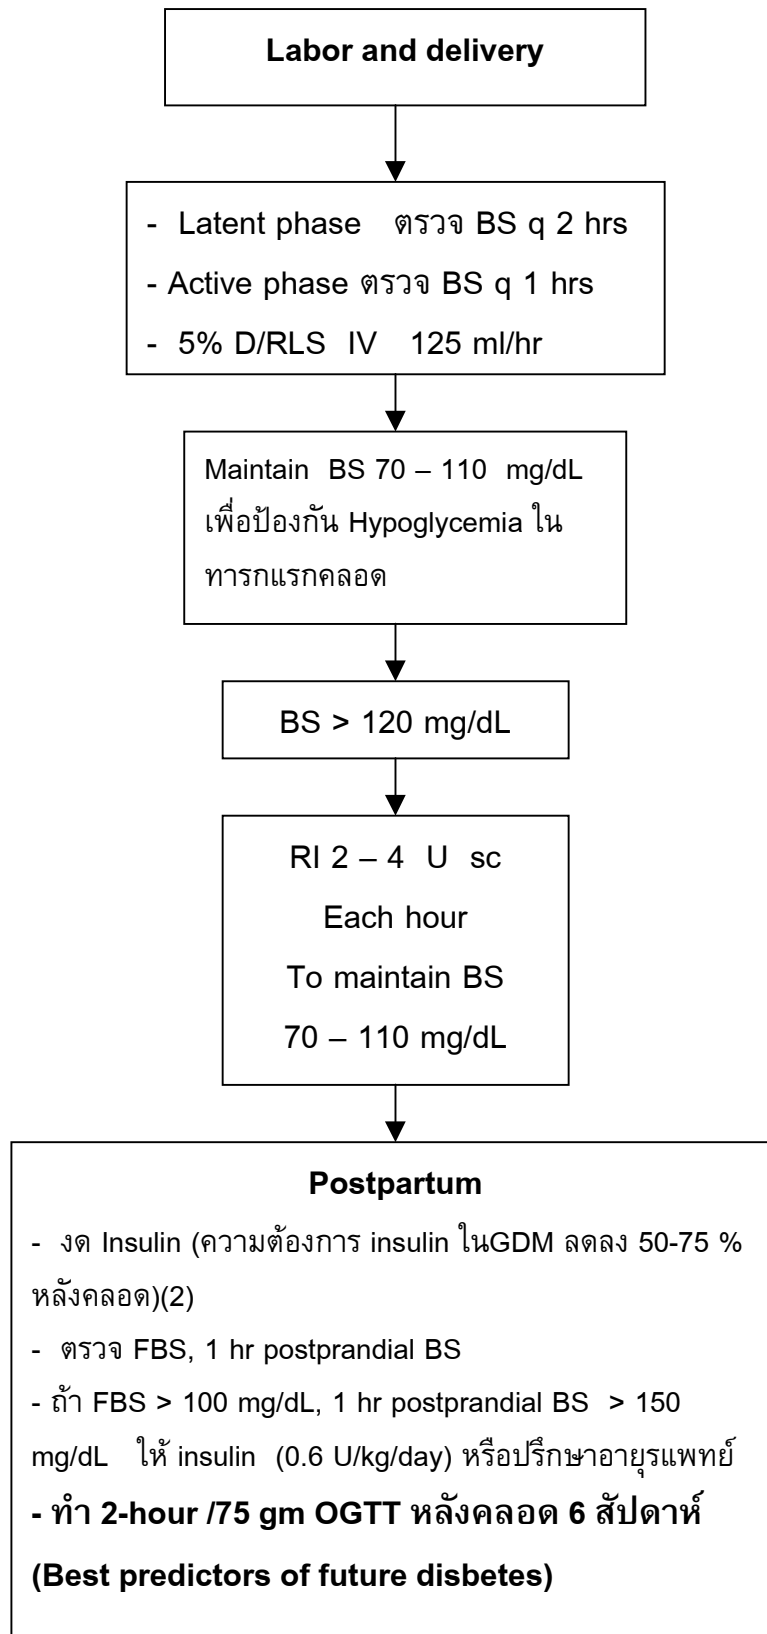 Labor and delivery
- Latent phase ตรวจ BS q 2 hrs
- Active phase ตรวจ BS q 1 hrs
- 5% D/RLS IV 125 ml/hr
Maintain BS 70 – 110 mg/dL
เพื่อป้องกัน Hypoglycemia ใน
ทารกแรกคลอด
BS > 120 mg/dL
RI 2 – 4 U sc
Each hour
To maintain BS
70 – 110 mg/dL
Postpartum
- งด Insulin (ความต้องการ insulin ในGDM ลดลง 50-75 %
หลังคลอด)(2)
- ตรวจ FBS, 1 hr postprandial BS
- ถ้า FBS > 100 mg/dL, 1 hr postprandial BS > 150
mg/dL ให้ insulin (0.6 U/kg/day) หรือปรึกษาอายุรแพทย์
- ทำ 2-hour /75 gm OGTT หลังคลอด 6 สัปดาห์
(Best predictors of future disbetes)